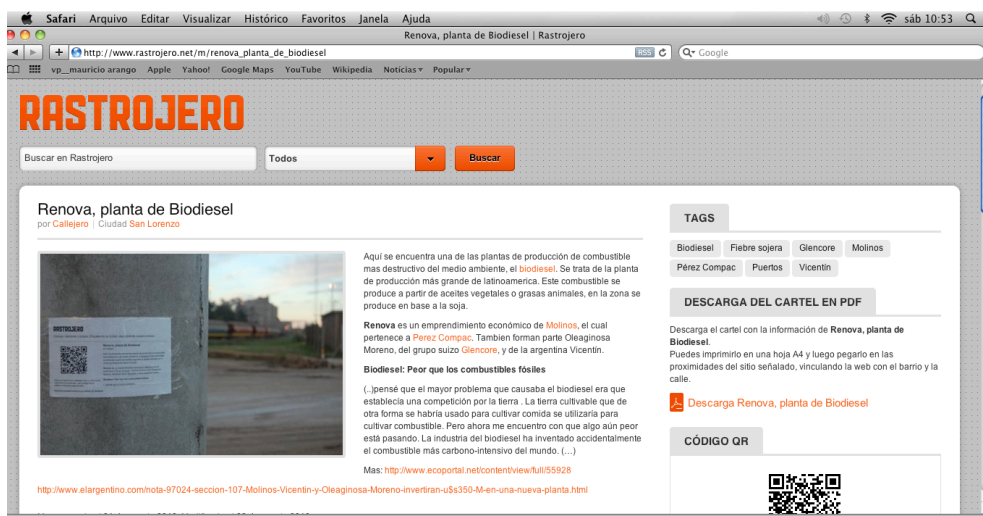 Safari Arquivo Editar Visualizar Histórico Favoritos Janela Ajuda sáb 10:53
Renova, planta de Biodiesel | Rastrojero
http://www.rastrojero.net/m/renova_planta_de_biodiesel RSS Google
vp__mauricio arango Apple Yahoo! Google Maps YouTube Wikipedia Noticias Popular
RASTROJERO
Buscar en Rastrojero Todos Buscar
Renova, planta de Biodiesel
por Callejero | Ciudad San Lorenzo
RASTROJERO
Aquí se encuentra una de las plantas de producción de combustible
mas destructivo del medio ambiente, el biodiesel. Se trata de la planta
de producción más grande de latinoamerica. Este combustible se
produce a partir de aceites vegetales o grasas animales, en la zona se
produce en base a la soja.
Renova es un emprendimiento económico de Molinos, el cual
pertenece a Perez Compac. Tambien forman parte Oleaginosa
Moreno, del grupo suizo Glencore, y de la argentina Vicentín.
Biodiesel: Peor que los combustibles fósiles
(..)pensé que el mayor problema que causaba el biodiesel era que
establecía una competición por la tierra . La tierra cultivable que de
otra forma se habría usado para cultivar comida se utilizaría para
cultivar combustible. Pero ahora me encuentro con que algo aún peor
está pasando. La industria del biodiesel ha inventado accidentalmente
el combustible más carbono-intensivo del mundo. (…)
Mas: http://www.ecoportal.net/content/view/full/55928
http://www.elargentino.com/nota-97024-seccion-107-Molinos-Vicentin-y-Oleaginosa-Moreno-invertiran-u$s350-M-en-una-nueva-planta.html
TAGS
Biodiesel Fiebre sojera Glencore Molinos
Pérez Compac Puertos Vicentín
DESCARGA DEL CARTEL EN PDF
Descarga el cartel con la información de Renova, planta de
Biodiesel.
Puedes imprimirlo en una hoja A4 y luego pegarlo en las
proximidades del sitio señalado, vinculando la web con el barrio y la
calle.
Descarga Renova, planta de Biodiesel
CÓDIGO QR